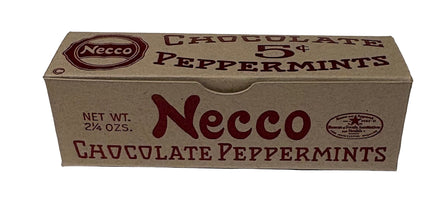 Necco
CHOCOLATE
5¢
PEPPERMINTS
©
NET WT.
2¼ OZS.
Necco
CHOCOLATE PEPPERMINTS